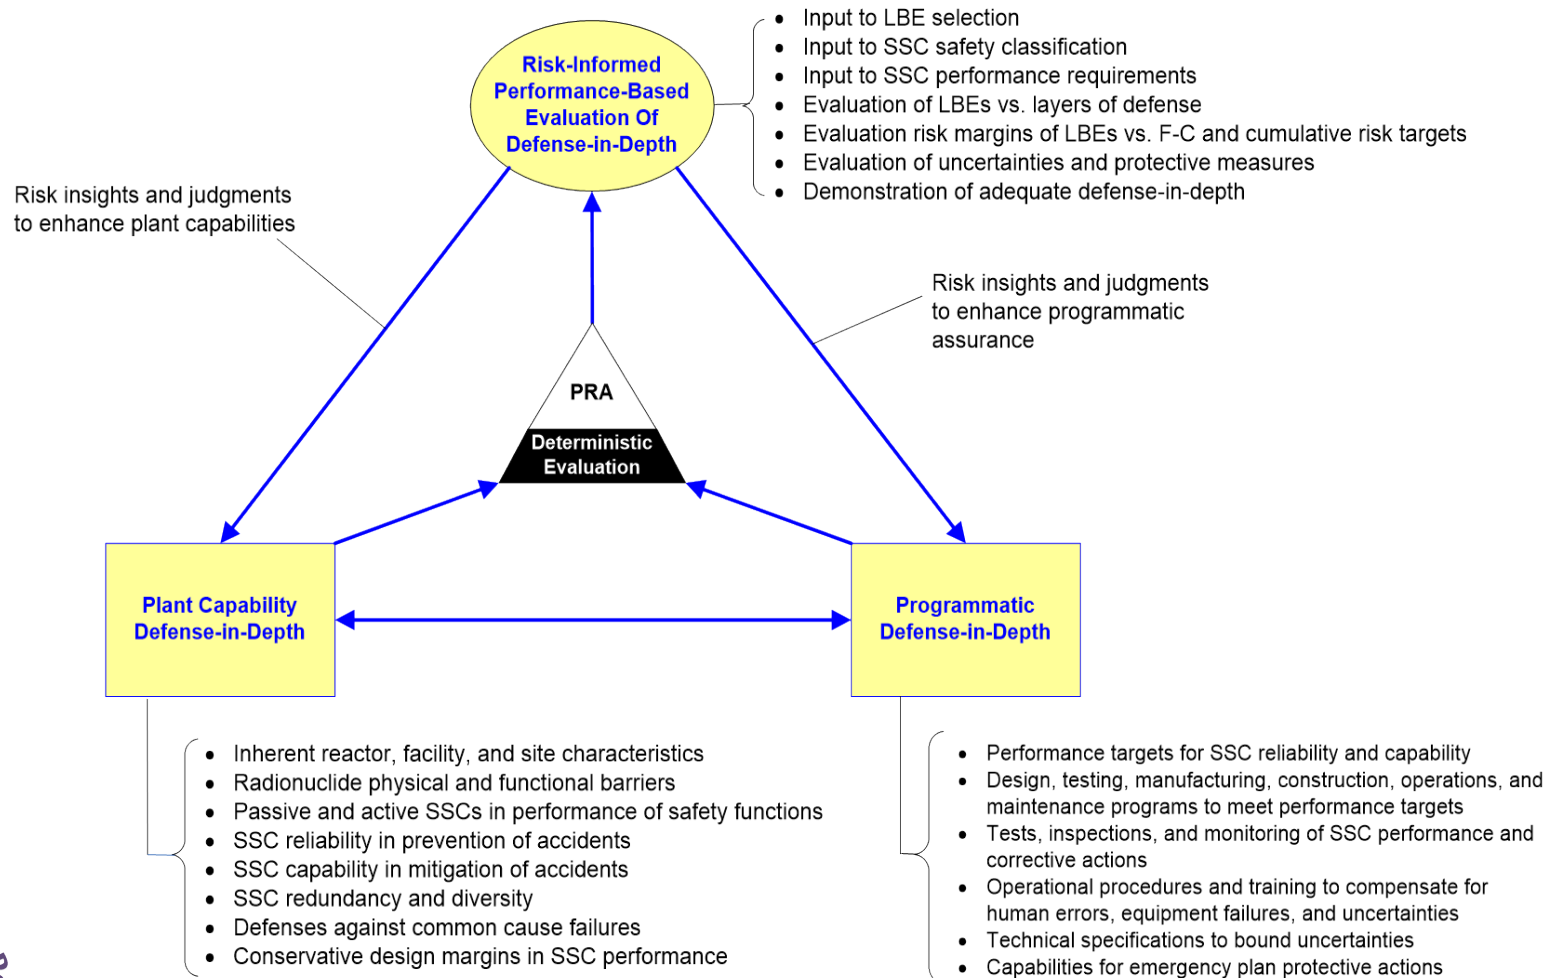 Risk-Informed
Performance-Based
Evaluation Of
Defense-in-Depth
• Input to LBE selection
• Input to SSC safety classification
• Input to SSC performance requirements
• Evaluation of LBEs vs. layers of defense
• Evaluation risk margins of LBEs vs. F-C and cumulative risk targets
• Evaluation of uncertainties and protective measures
• Demonstration of adequate defense-in-depth
Risk insights and judgments
to enhance plant capabilities
Risk insights and judgments
to enhance programmatic
assurance
PRA
Deterministic
Evaluation
Plant Capability
Defense-in-Depth
Programmatic
Defense-in-Depth
• Inherent reactor, facility, and site characteristics
• Radionuclide physical and functional barriers
• Passive and active SSCs in performance of safety functions
• SSC reliability in prevention of accidents
• SSC capability in mitigation of accidents
• SSC redundancy and diversity
• Defenses against common cause failures
• Conservative design margins in SSC performance
• Performance targets for SSC reliability and capability
• Design, testing, manufacturing, construction, operations, and
maintenance programs to meet performance targets
• Tests, inspections, and monitoring of SSC performance and
corrective actions
• Operational procedures and training to compensate for
human errors, equipment failures, and uncertainties
• Technical specifications to bound uncertainties
• Capabilities for emergency plan protective actions